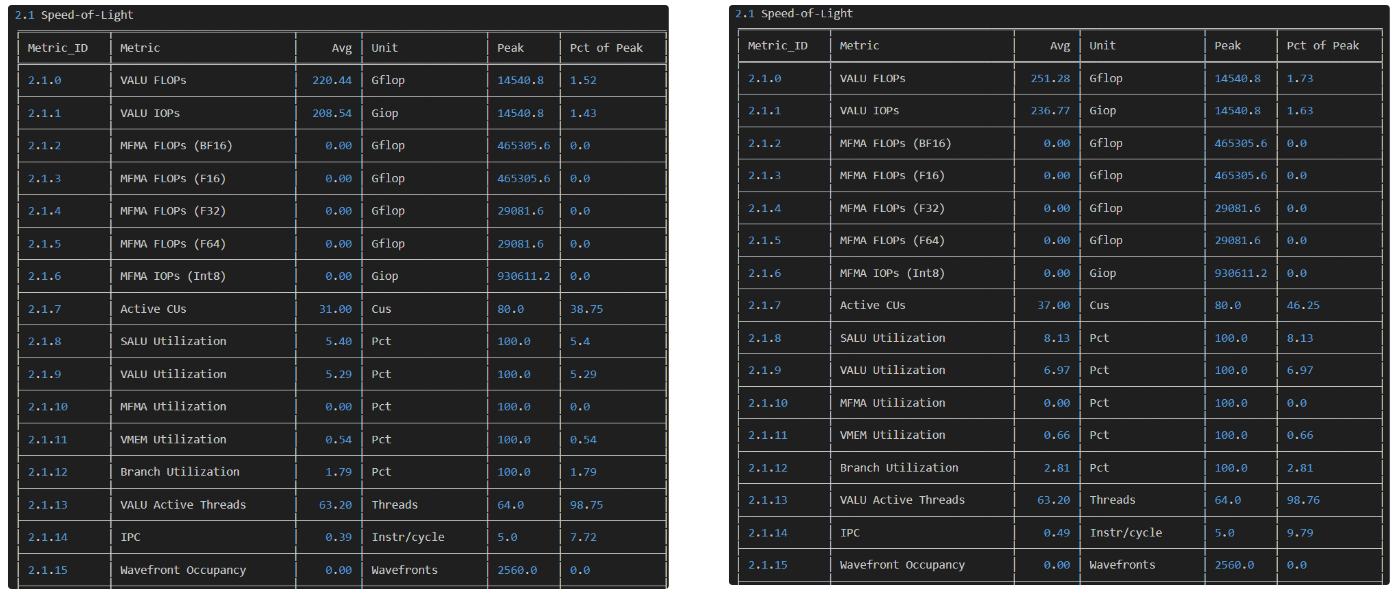 2.1 Speed-of-Light
Metric_ID Metric Avg Unit Peak Pct of Peak
2.1.0 VALU FLOPs 220.44 Gflop 14540.8 1.52
2.1.1 VALU IOPs 208.54 Giop 14540.8 1.43
2.1.2 MFMA FLOPs (BF16) 0.00 Gflop 465305.6 0.0
2.1.3 MFMA FLOPs (F16) 0.00 Gflop 465305.6 0.0
2.1.4 MFMA FLOPs (F32) 0.00 Gflop 29081.6 0.0
2.1.5 MFMA FLOPs (F64) 0.00 Gflop 29081.6 0.0
2.1.6 MFMA IOPs (Int8) 0.00 Giop 930611.2 0.0
2.1.7 Active CUs 31.00 Cus 80.0 38.75
2.1.8 SALU Utilization 5.40 Pct 100.0 5.4
2.1.9 VALU Utilization 5.29 Pct 100.0 5.29
2.1.10 MFMA Utilization 0.00 Pct 100.0 0.0
2.1.11 VMEM Utilization 0.54 Pct 100.0 0.54
2.1.12 Branch Utilization 1.79 Pct 100.0 1.79
2.1.13 VALU Active Threads 63.20 Threads 64.0 98.75
2.1.14 IPC 0.39 Instr/cycle 5.0 7.72
2.1.15 Wavefront Occupancy 0.00 Wavefronts 2560.0 0.0
2.1 Speed-of-Light
Metric_ID Metric Avg Unit Peak Pct of Peak
2.1.0 VALU FLOPs 251.28 Gflop 14540.8 1.73
2.1.1 VALU IOPs 236.77 Giop 14540.8 1.63
2.1.2 MFMA FLOPs (BF16) 0.00 Gflop 465305.6 0.0
2.1.3 MFMA FLOPs (F16) 0.00 Gflop 465305.6 0.0
2.1.4 MFMA FLOPs (F32) 0.00 Gflop 29081.6 0.0
2.1.5 MFMA FLOPs (F64) 0.00 Gflop 29081.6 0.0
2.1.6 MFMA IOPs (Int8) 0.00 Giop 930611.2 0.0
2.1.7 Active CUs 37.00 Cus 80.0 46.25
2.1.8 SALU Utilization 8.13 Pct 100.0 8.13
2.1.9 VALU Utilization 6.97 Pct 100.0 6.97
2.1.10 MFMA Utilization 0.00 Pct 100.0 0.0
2.1.11 VMEM Utilization 0.66 Pct 100.0 0.66
2.1.12 Branch Utilization 2.81 Pct 100.0 2.81
2.1.13 VALU Active Threads 63.20 Threads 64.0 98.76
2.1.14 IPC 0.49 Instr/cycle 5.0 9.79
2.1.15 Wavefront Occupancy 0.00 Wavefronts 2560.0 0.0